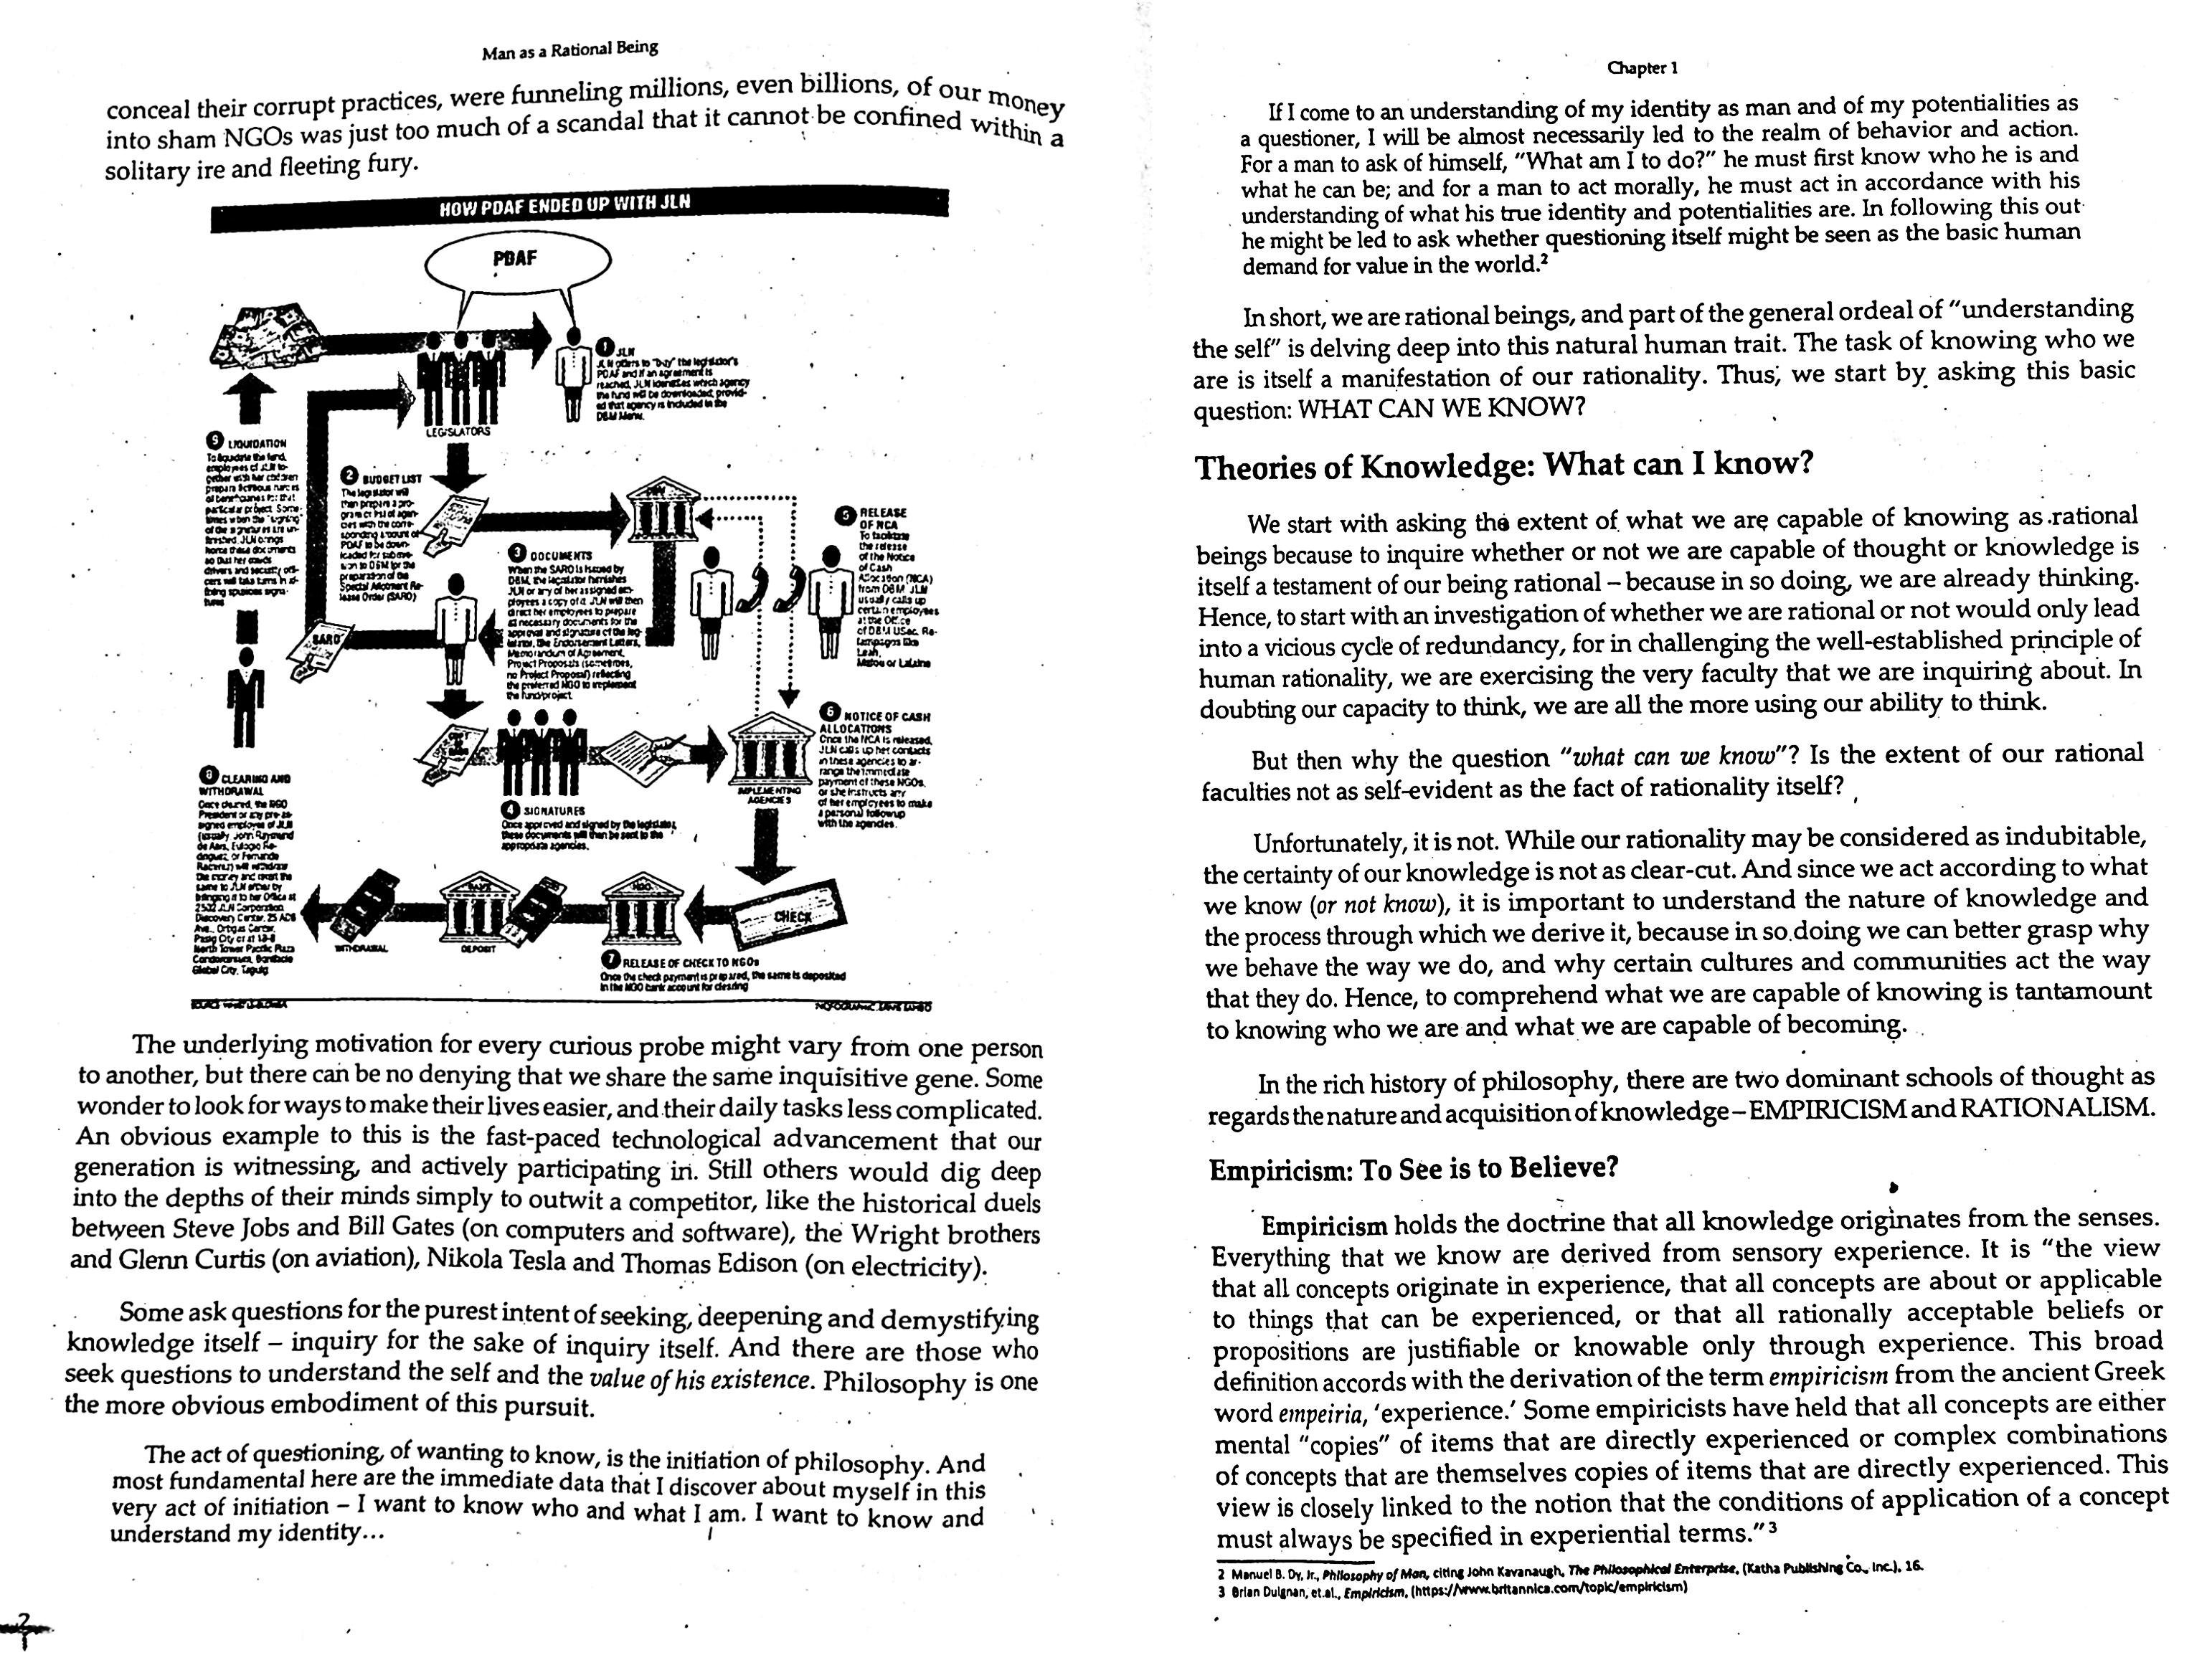 Man as a Rational Being
conceal their corrupt practices, were funneling millions, even billions, of our money
into sham NGOs was just too much of a scandal that it cannot be confined within a
solitary ire and fleeting fury.
HOW PDAF ENDED UP WITH JLN
PDAF
1 JLN
JLN offers to "buy" the legislator's
PDAF and if an agreement is
reached, JLN identifies which agency
the fund will be downloaded, provid-
ed that agency is included in the
DBM Menu.
LEGISLATORS
9 LIQUIDATION
To liquidate the fund,
employees of JLN to-
gether with her children
prepare fictitious names
of beneficiaries for that
particular project. Some-
times when the "signing"
of the signatures are un-
finished, JLN brings
home these documents
so that her
drivers and security offi-
cers will take turns in af-
fixing spurious signa-
tures
2 BUDGET LIST
The legislator will
then prepare a pro-
gram or list of agen-
cies with the corre-
sponding amount of
PDAF to be down-
loaded for submis-
sion to DBM for the
preparation of the
Special Allotment Re-
lease Order (SARO)
3 DOCUMENTS
When the SARO is issued by
DBM, the legislator furnishes
JLN or any of her assigned em-
ployees a copy of it. JLN will then
direct her employees to prepare
all necessary documents for the
approval and signature of the leg-
islator, the Endorsement Letters,
Memorandum of Agreement,
Project Proposals (sometimes,
no Project Proposal) reflecting
the preferred NGO to implement
the fund/project.
5 RELEASE
OF NCA
To facilitate
the release
of the Notice
of Cash
Allocation (NCA)
from DBM JLN
usually calls up
certain employees
at the Office
of DBM USec. Re-
lampagos like
Leah,
Malou or Lalaine
SARO
6 NOTICE OF CASH
ALLOCATIONS
Once the NCA is released,
JLN calls up her contacts
in these agencies to ar-
range the immediate
payment of these NGOs,
or she instructs any
of her employees to make
a personal followup
with the agencies.
IMPLEMENTING
AGENCIES
4 SIGNATURES
Once approved and signed by the legislator,
these documents will then be sent to the
appropriate agencies.
8 CLEARING AND
WITHDRAWAL
Once cleared, the NGO
President or any pre-as-
signed employee of JLN
(usually John Raymund
de Asis,
or Fernando
will withdraw
the money and remit the
same to JLN either by
bringing it to her Office at
2502 JLN Corporation
Discovery Center, 25 ADB
Ave., Ortigas Center,
Pasig City or at 18-B
North Tower Pacific Plaza
Condominium, Bonifacio
Global City, Taguig
CHECK
BANK
NGO
WITHDRAWAL
DEPOSIT
7 RELEASE OF CHECK TO NGOs
Once the check payment is prepared, the same is deposited
in the NGO bank account for clearing
The underlying motivation for every curious probe might vary from one person
to another, but there can be no denying that we share the same inquisitive gene. Some
wonder to look for ways to make their lives easier, and their daily tasks less complicated.
An obvious example to this is the fast-paced technological advancement that our
generation is witnessing, and actively participating in. Still others would dig deep
into the depths of their minds simply to outwit a competitor, like the historical duels
between Steve Jobs and Bill Gates (on computers and software), the Wright brothers
and Glenn Curtis (on aviation), Nikola Tesla and Thomas Edison (on electricity).
Some ask questions for the purest intent of seeking, deepening and demystifying
knowledge itself – inquiry for the sake of inquiry itself. And there are those who
seek questions to understand the self and the value of his existence. Philosophy is one
the more obvious embodiment of this pursuit.
The act of questioning, of wanting to know, is the initiation of philosophy. And
most fundamental here are the immediate data that I discover about myself in this
very act of initiation – I want to know who and what I am. I want to know and
understand my identity...
2
Chapter 1
If I come to an understanding of my identity as man and of my potentialities as
a questioner, I will be almost necessarily led to the realm of behavior and action.
For a man to ask of himself, "What am I to do?" he must first know who he is and
what he can be; and for a man to act morally, he must act in accordance with his
understanding of what his true identity and potentialities are. In following this out
he might be led to ask whether questioning itself might be seen as the basic human
demand for value in the world.2
In short, we are rational beings, and part of the general ordeal of "understanding
the self" is delving deep into this natural human trait. The task of knowing who we
are is itself a manifestation of our rationality. Thus, we start by asking this basic
question: WHAT CAN WE KNOW?
Theories of Knowledge: What can I know?
We start with asking the extent of what we are capable of knowing as rational
beings because to inquire whether or not we are capable of thought or knowledge is
itself a testament of our being rational – because in so doing, we are already thinking.
Hence, to start with an investigation of whether we are rational or not would only lead
into a vicious cycle of redundancy, for in challenging the well-established principle of
human rationality, we are exercising the very faculty that we are inquiring about. In
doubting our capacity to think, we are all the more using our ability to think.
But then why the question "what can we know"? Is the extent of our rational
faculties not as self-evident as the fact of rationality itself?
Unfortunately, it is not. While our rationality may be considered as indubitable,
the certainty of our knowledge is not as clear-cut. And since we act according to what
we know (or not know), it is important to understand the nature of knowledge and
the process through which we derive it, because in so doing we can better grasp why
we behave the way we do, and why certain cultures and communities act the way
that they do. Hence, to comprehend what we are capable of knowing is tantamount
to knowing who we are and what we are capable of becoming.
In the rich history of philosophy, there are two dominant schools of thought as
regards the nature and acquisition of knowledge – EMPIRICISM and RATIONALISM.
Empiricism: To See is to Believe?
Empiricism holds the doctrine that all knowledge originates from the senses.
Everything that we know are derived from sensory experience. It is "the view
that all concepts originate in experience, that all concepts are about or applicable
to things that can be experienced, or that all rationally acceptable beliefs or
propositions are justifiable or knowable only through experience. This broad
definition accords with the derivation of the term empiricism from the ancient Greek
word empeiria, 'experience.' Some empiricists have held that all concepts are either
mental "copies" of items that are directly experienced or complex combinations
of concepts that are themselves copies of items that are directly experienced. This
view is closely linked to the notion that the conditions of application of a concept
must always be specified in experiential terms."3
2 Manuel B. Dy, Jr., Philosophy of Man, citing John Kavanaugh, The Philosophical Enterprise, (Katha Publishing Co., Inc.), 16.
3 Brian Duignan, et.al., Empiricism, (https://www.britannica.com/topic/empiricism)